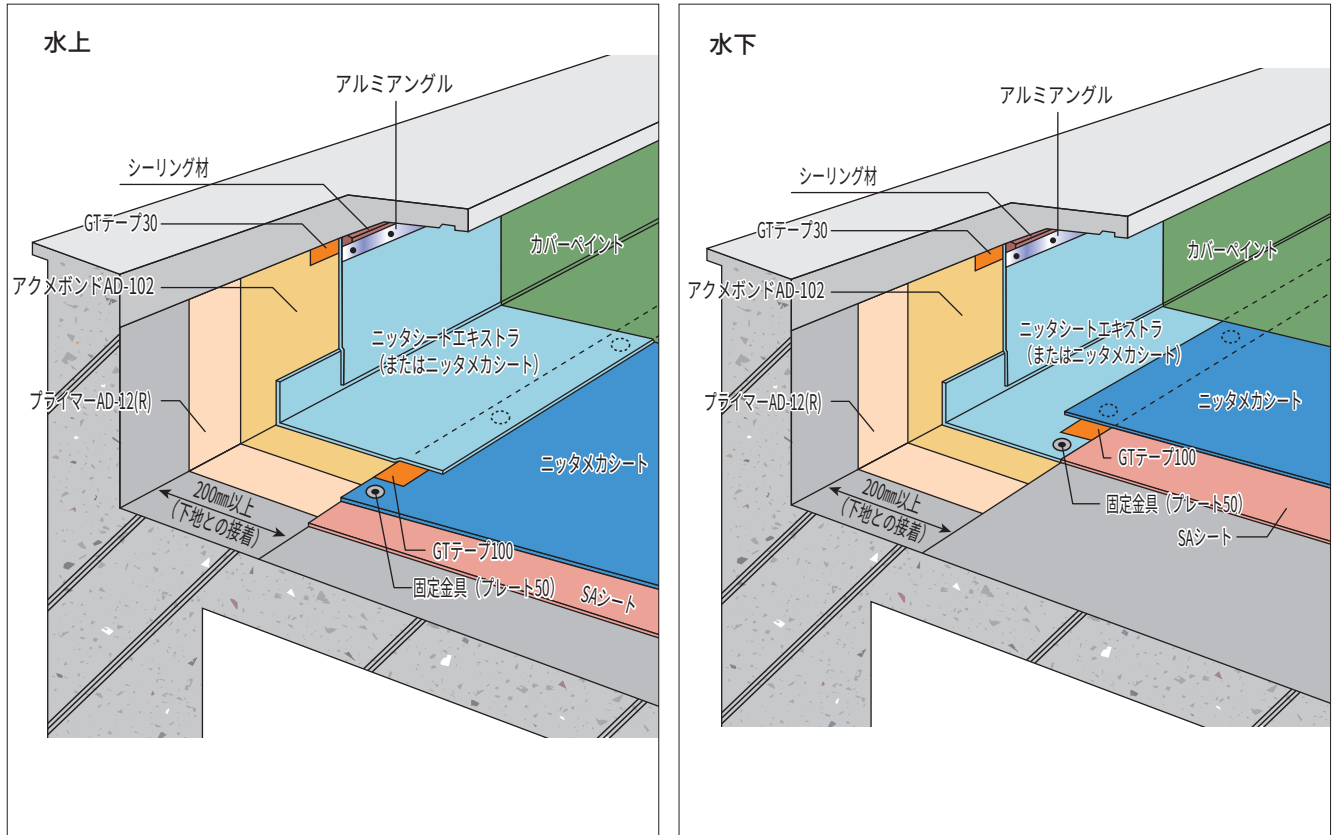 水上
アルミアングル
シーリング材
GTテープ30
カバーペイント
アクメボンドAD-102
ニッタシートエキストラ
（またはニッタメカシート）
プライマーAD-12(R)
ニッタメカシート
200㎜以上
（下地との接着）
GTテープ100
固定金具（プレート50）
SAシート
水下
アルミアングル
シーリング材
GTテープ30
カバーペイント
アクメボンドAD-102
ニッタシートエキストラ
（またはニッタメカシート）
プライマーAD-12(R)
ニッタメカシート
GTテープ100
200㎜以上
（下地との接着）
固定金具（プレート50）
SAシート